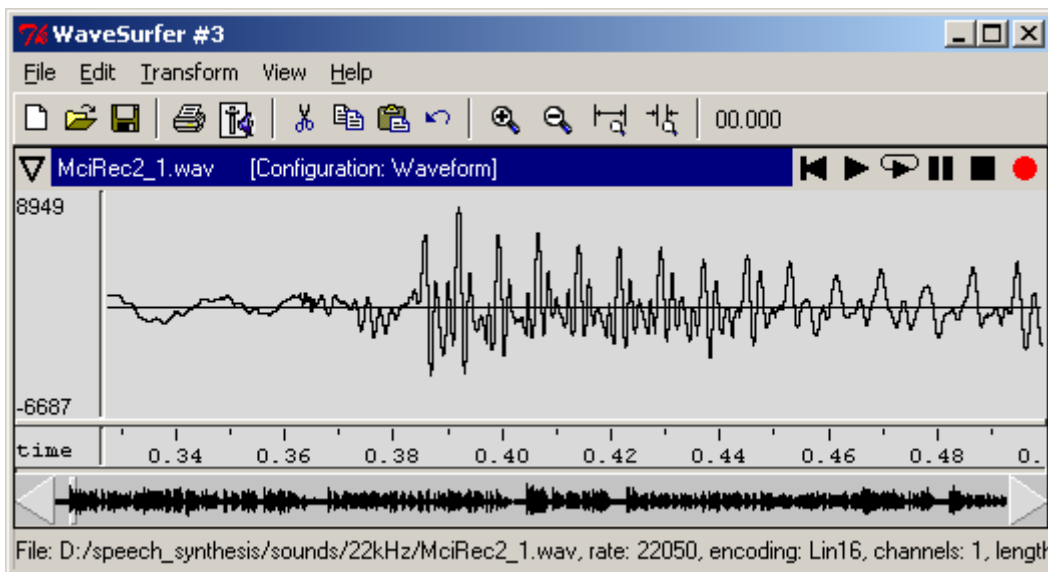 WaveSurfer #3
File Edit Transform View Help
00.000
MciRec2_1.wav [Configuration: Waveform]
8949
-6687
time 0.34 0.36 0.38 0.40 0.42 0.44 0.46 0.48 0.
File: D:/speech_synthesis/sounds/22kHz/MciRec2_1.wav, rate: 22050, encoding: Lin16, channels: 1, length